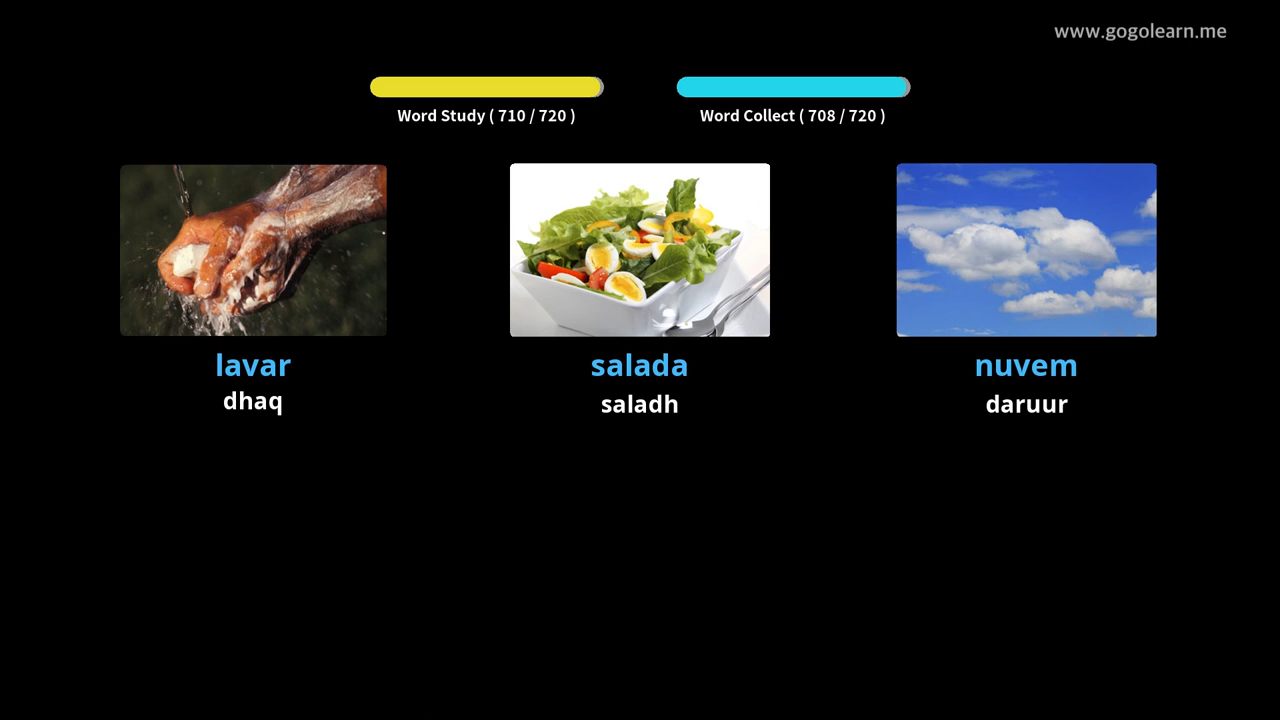 www.gogolearn.me
Word Study ( 710 / 720 )
Word Collect ( 708 / 720 )
lavar
dhaq
salada
saladh
nuvem
daruur